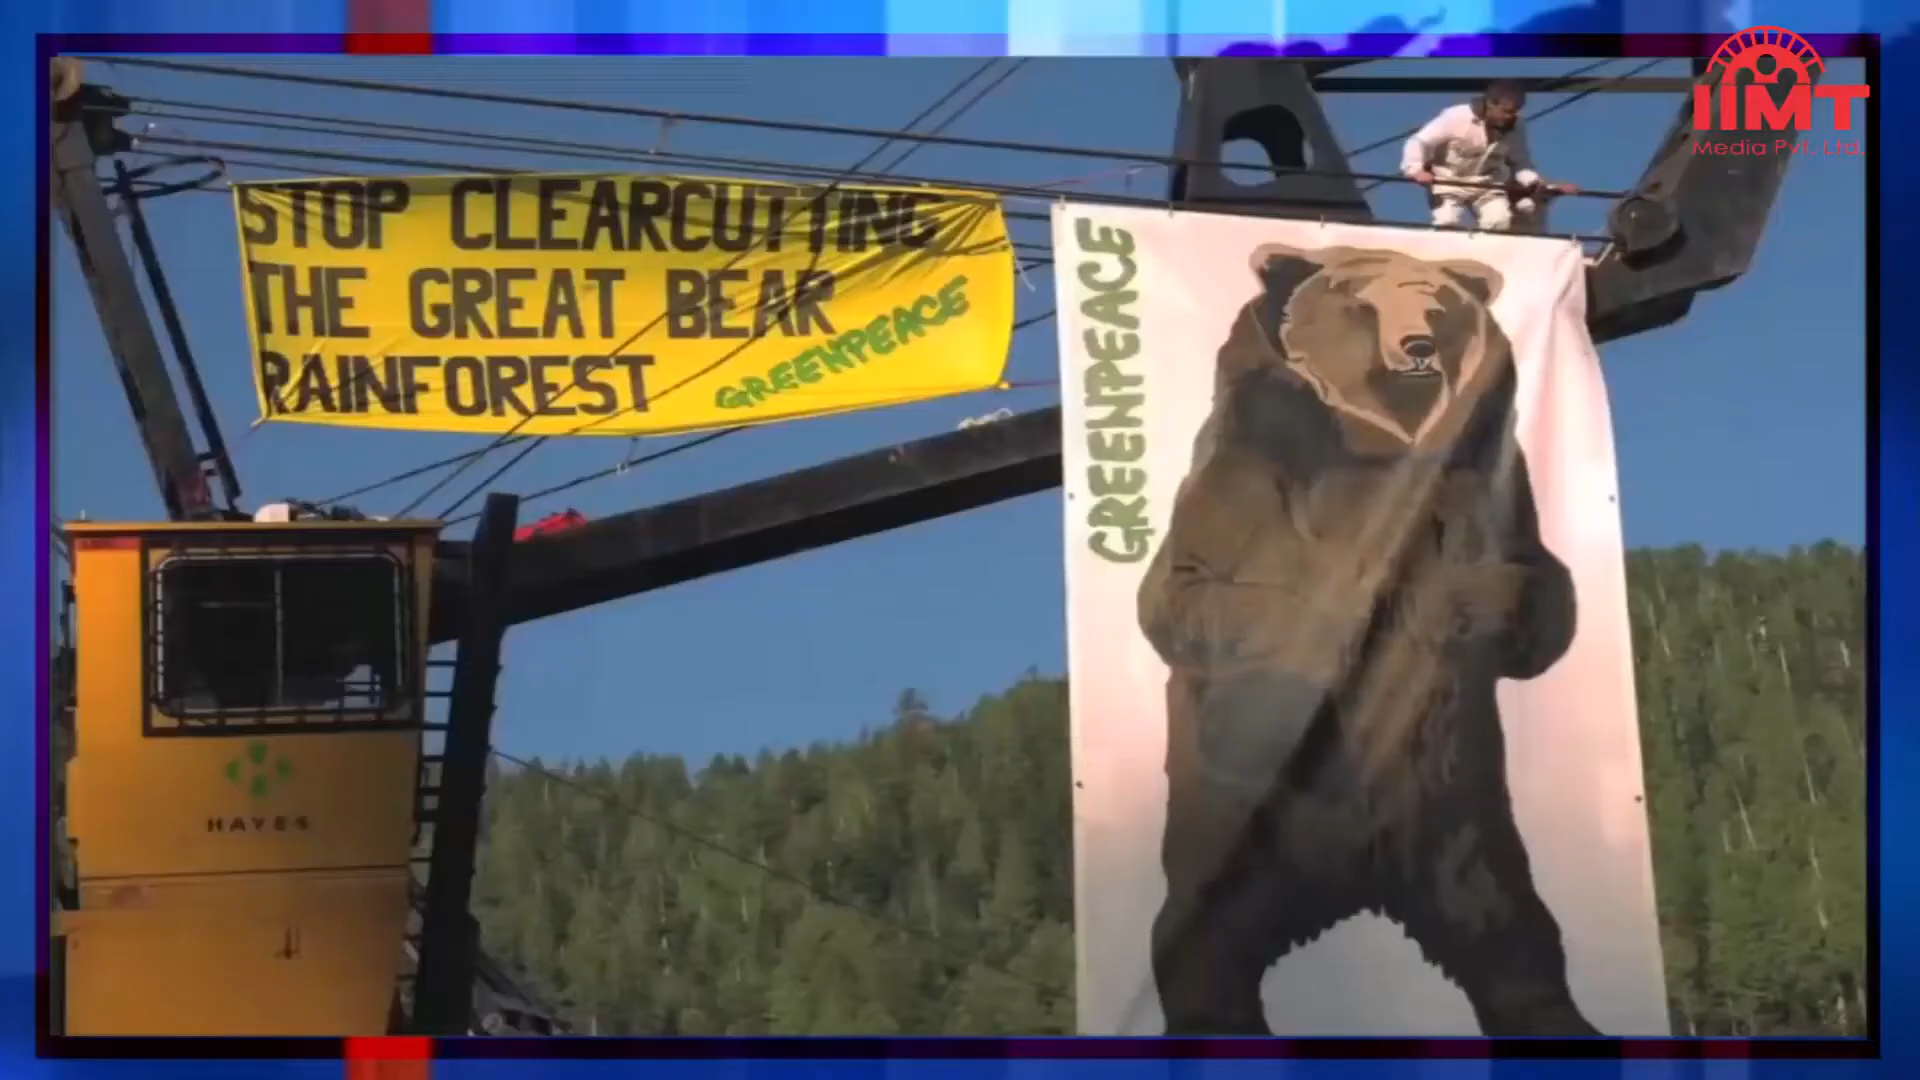 IIMT
Media Pvt. Ltd.
STOP CLEARCUTTING
THE GREAT BEAR
RAINFOREST
GREENPEACE
GREENPEACE
HAYES